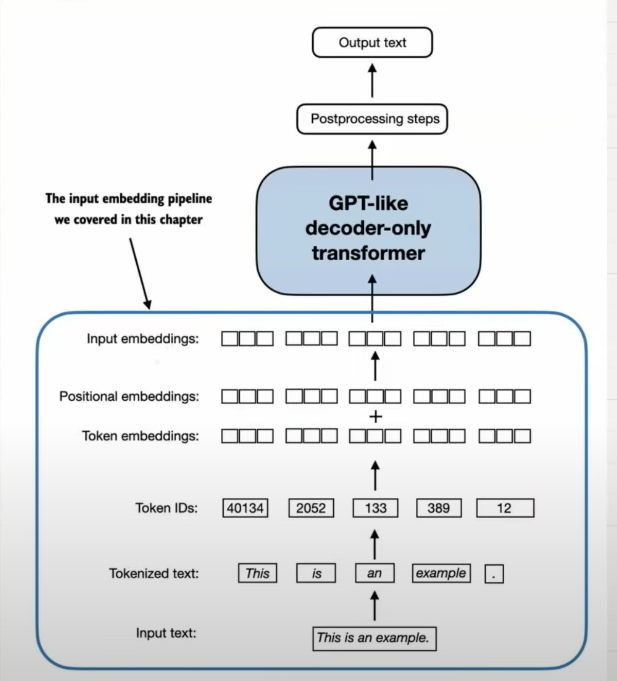 Output text
Postprocessing steps
GPT-like
decoder-only
transformer
The input embedding pipeline
we covered in this chapter
Input embeddings:
Positional embeddings:
+
Token embeddings:
Token IDs: 40134 2052 133 389 12
Tokenized text: This is an example .
Input text: This is an example.